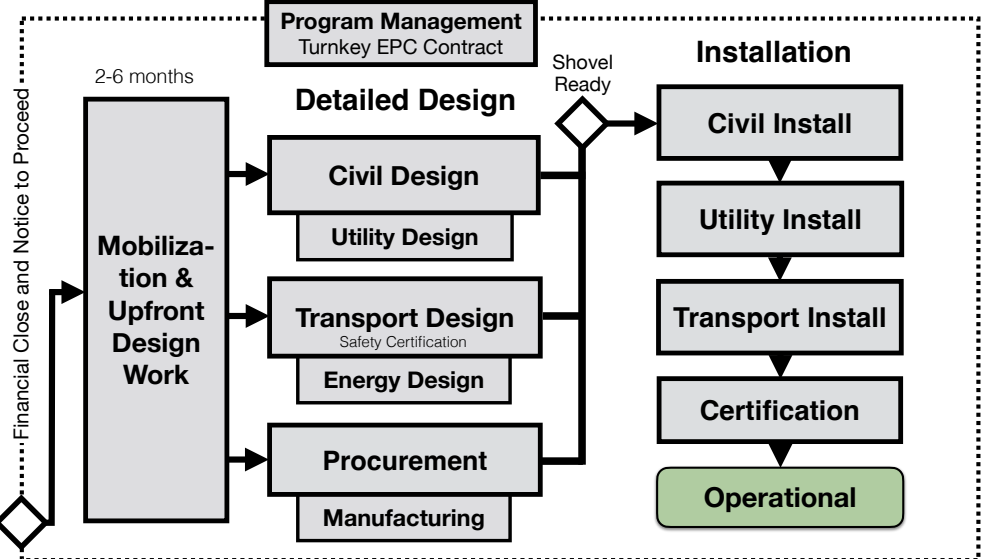 Program Management
Turnkey EPC Contract
Financial Close and Notice to Proceed
2-6 months
Mobiliza-
tion &
Upfront
Design
Work
Detailed Design
Civil Design
Utility Design
Transport Design
Safety Certification
Energy Design
Procurement
Manufacturing
Shovel
Ready
Installation
Civil Install
Utility Install
Transport Install
Certification
Operational